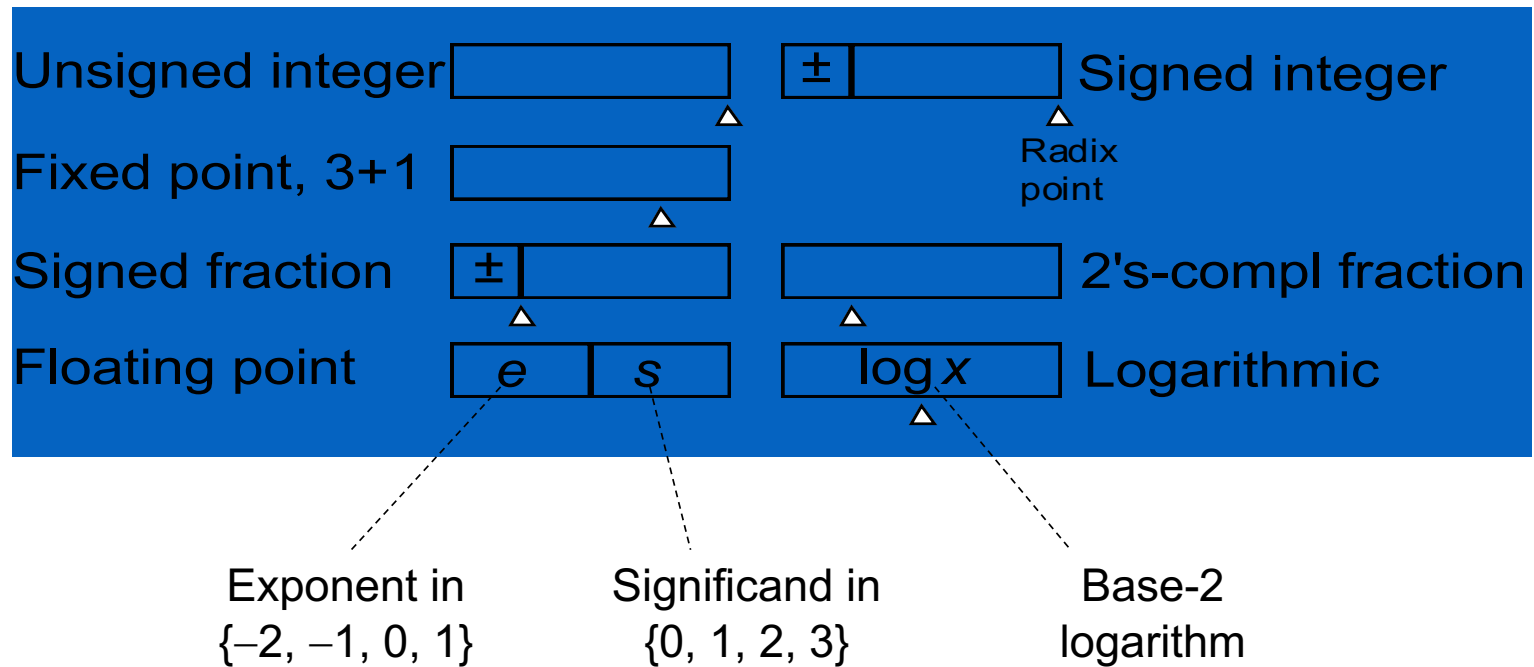 Unsigned integer ± Signed integer
Radix
point
Fixed point, 3+1
Signed fraction ± 2's-compl fraction
Floating point e s log x Logarithmic
Exponent in
{−2, −1, 0, 1}
Significand in
{0, 1, 2, 3}
Base-2
logarithm